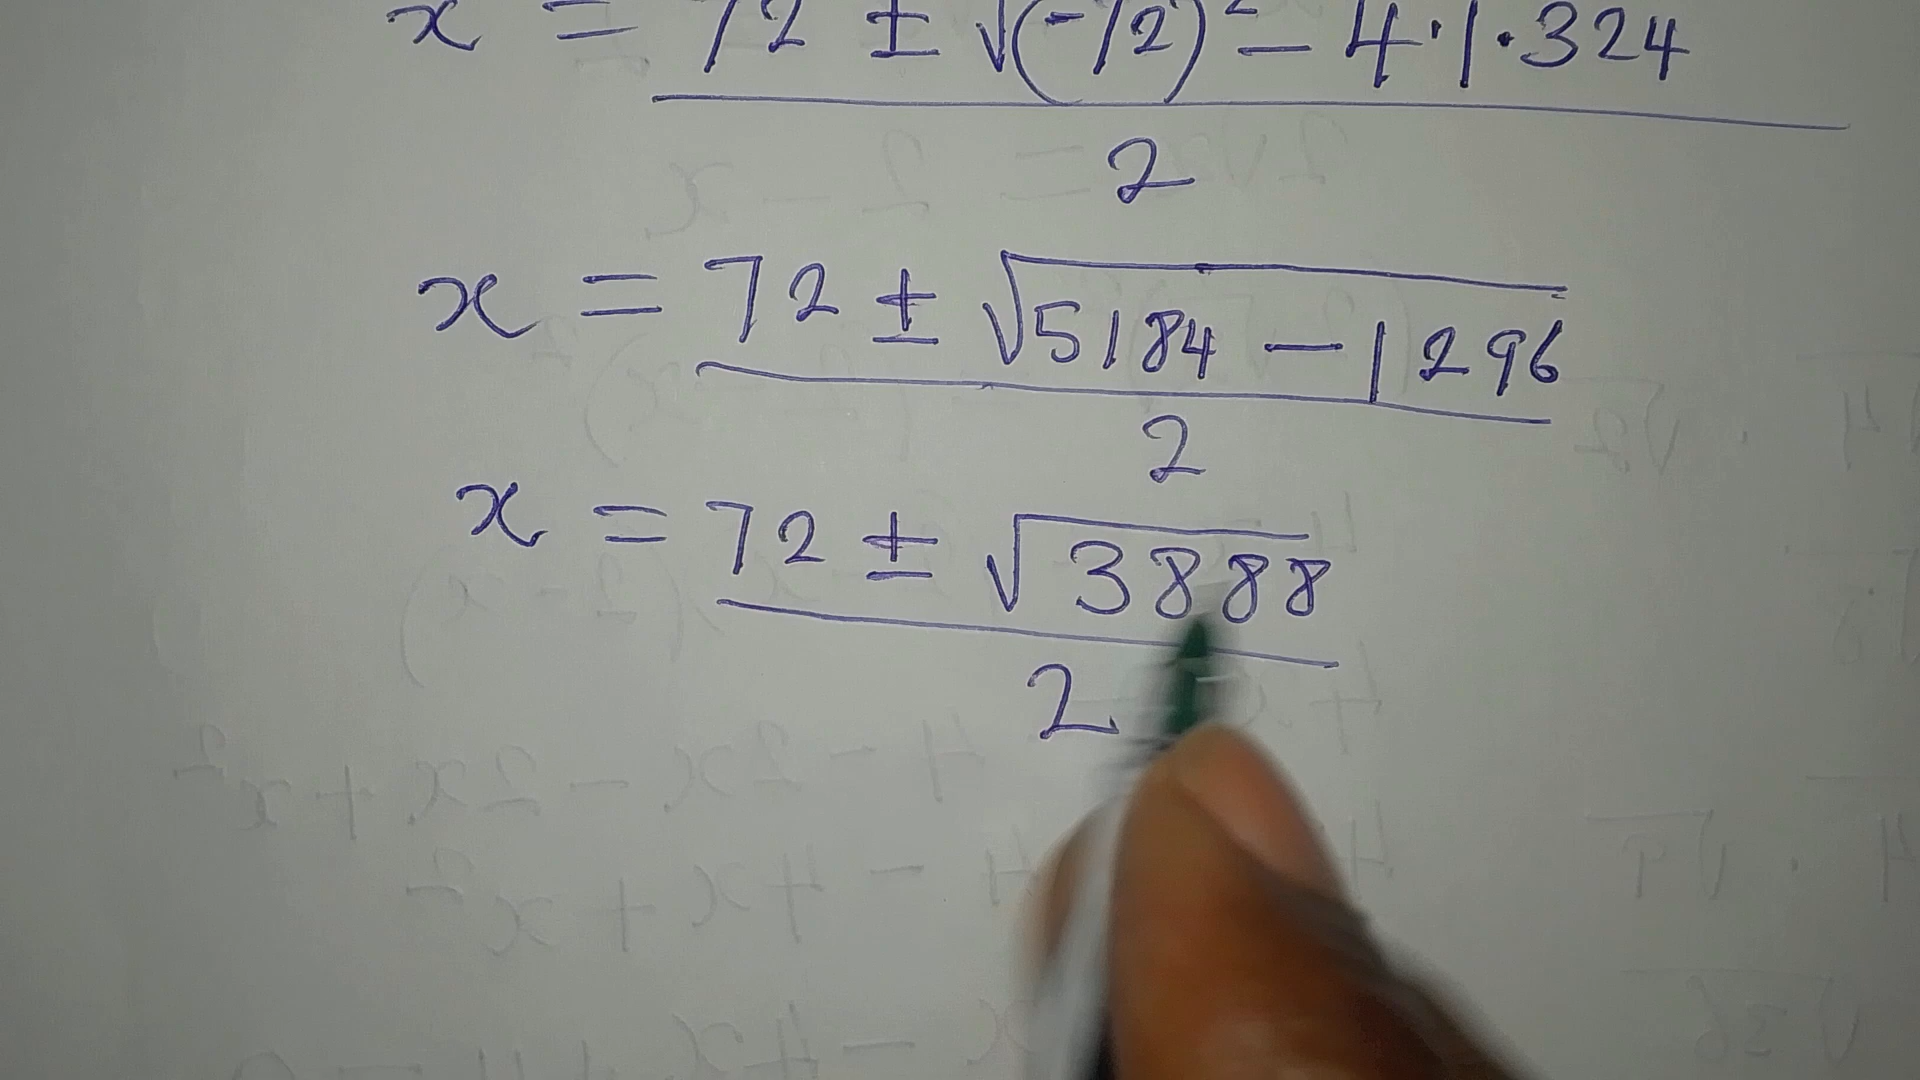 x = 72 ± √(-72)² - 4·1·324
2
x = 72 ± √5184 - 1296
2
x = 72 ± √3888
2